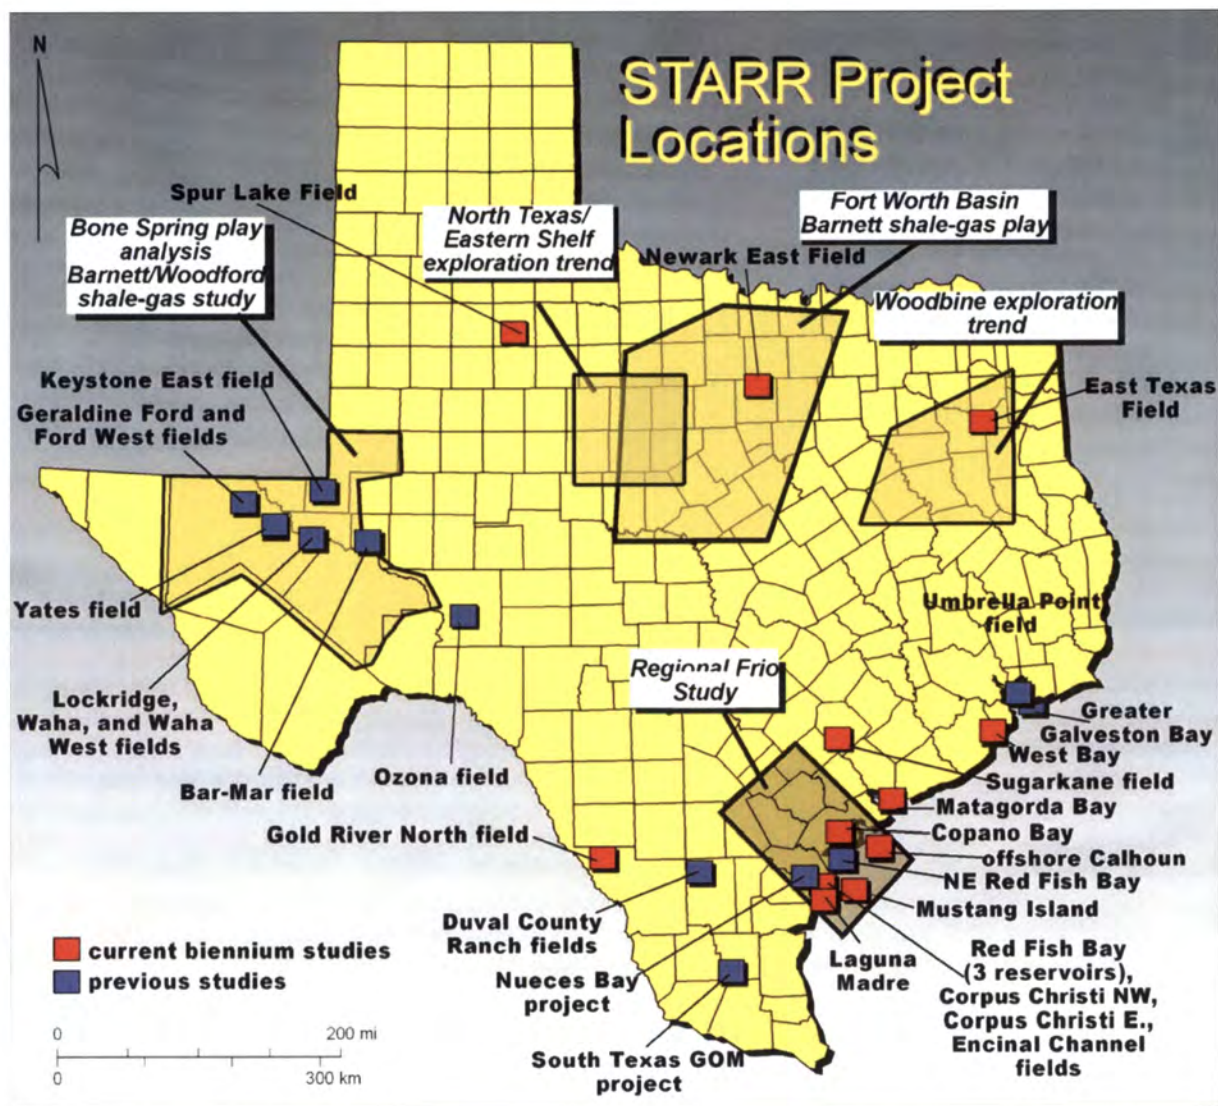 N
STARR Project
Locations
Spur Lake Field
Bone Spring play
analysis
Barnett/Woodford
shale-gas study
North Texas/
Eastern Shelf
exploration trend
Fort Worth Basin
Barnett shale-gas play
Newark East Field
Woodbine exploration
trend
Keystone East field
Geraldine Ford and
Ford West fields
East Texas
Field
Yates field
Umbrella Point
field
Regional Frio
Study
Lockridge,
Waha, and Waha
West fields
Greater
Galveston Bay
West Bay
Ozona field
Sugarkane field
Bar-Mar field
Matagorda Bay
Gold River North field
Copano Bay
offshore Calhoun
NE Red Fish Bay
Mustang Island
Duval County
Ranch fields
current biennium studies
previous studies
Nueces Bay
project
Laguna
Madre
Red Fish Bay
(3 reservoirs),
Corpus Christi NW,
Corpus Christi E.,
Encinal Channel
fields
0
200 mi
South Texas GOM
project
0
300 km